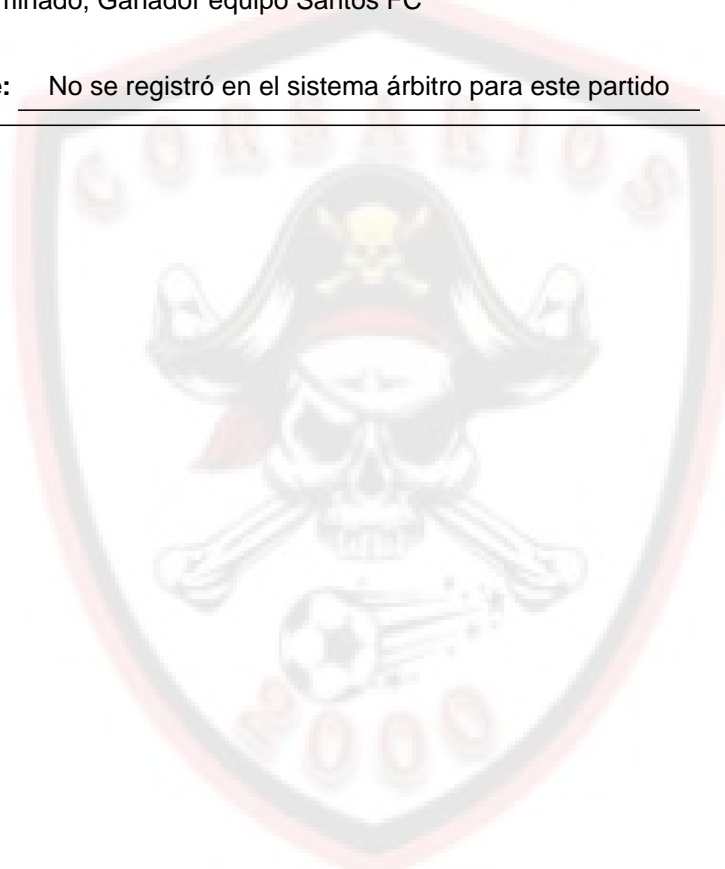 minado, Ganador equipo Santos FC
e: No se registró en el sistema árbitro para este partido
CORSARIOS
2000